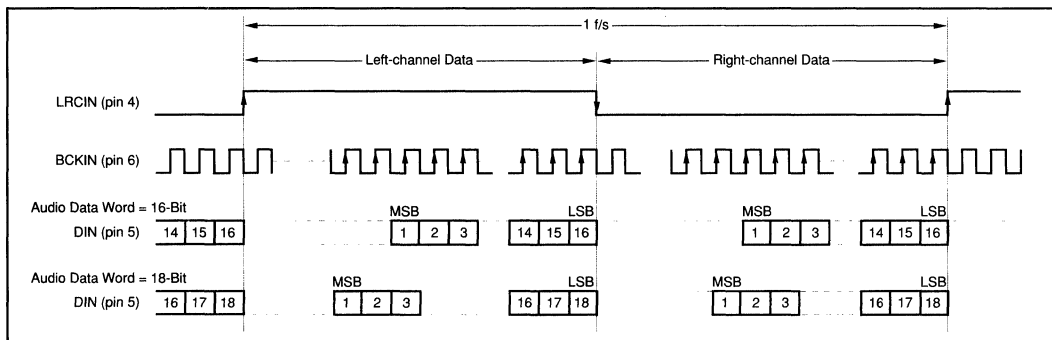 1 f/s
Left-channel Data
Right-channel Data
LRCIN (pin 4)
BCKIN (pin 6)
Audio Data Word = 16-Bit
MSB LSB MSB LSB
DIN (pin 5) 14 15 16 1 2 3 14 15 16 1 2 3 14 15 16
Audio Data Word = 18-Bit
MSB LSB MSB LSB
DIN (pin 5) 16 17 18 1 2 3 16 17 18 1 2 3 16 17 18